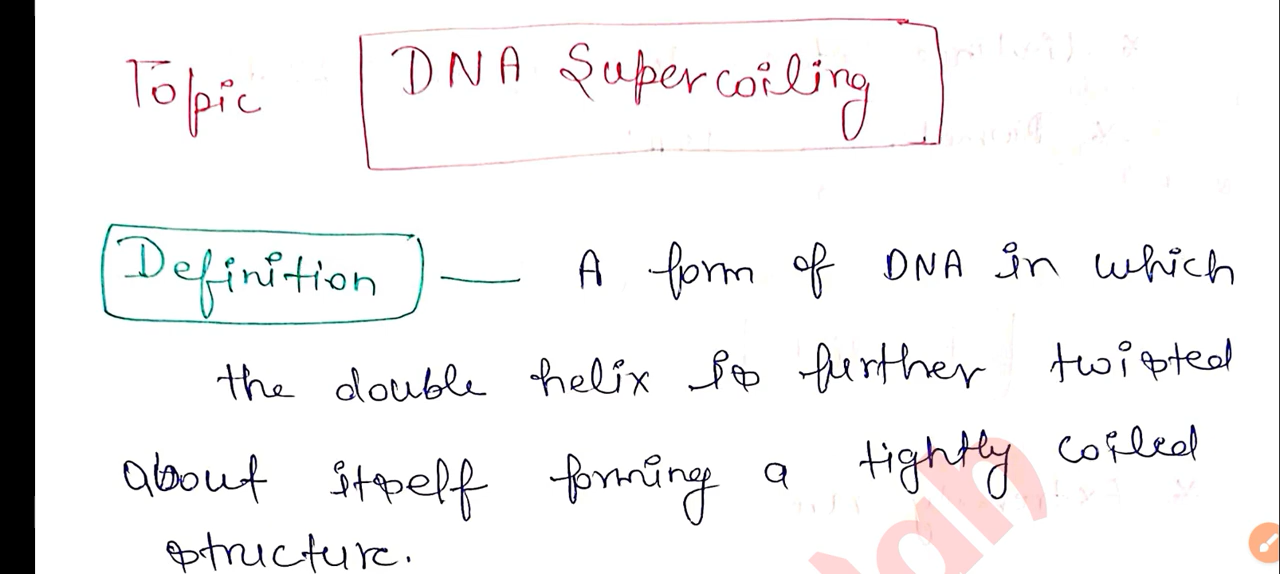 Topic DNA Supercoiling
Definition — A form of DNA in which
the double helix is further twisted
about itself forming a tightly coiled
structure.